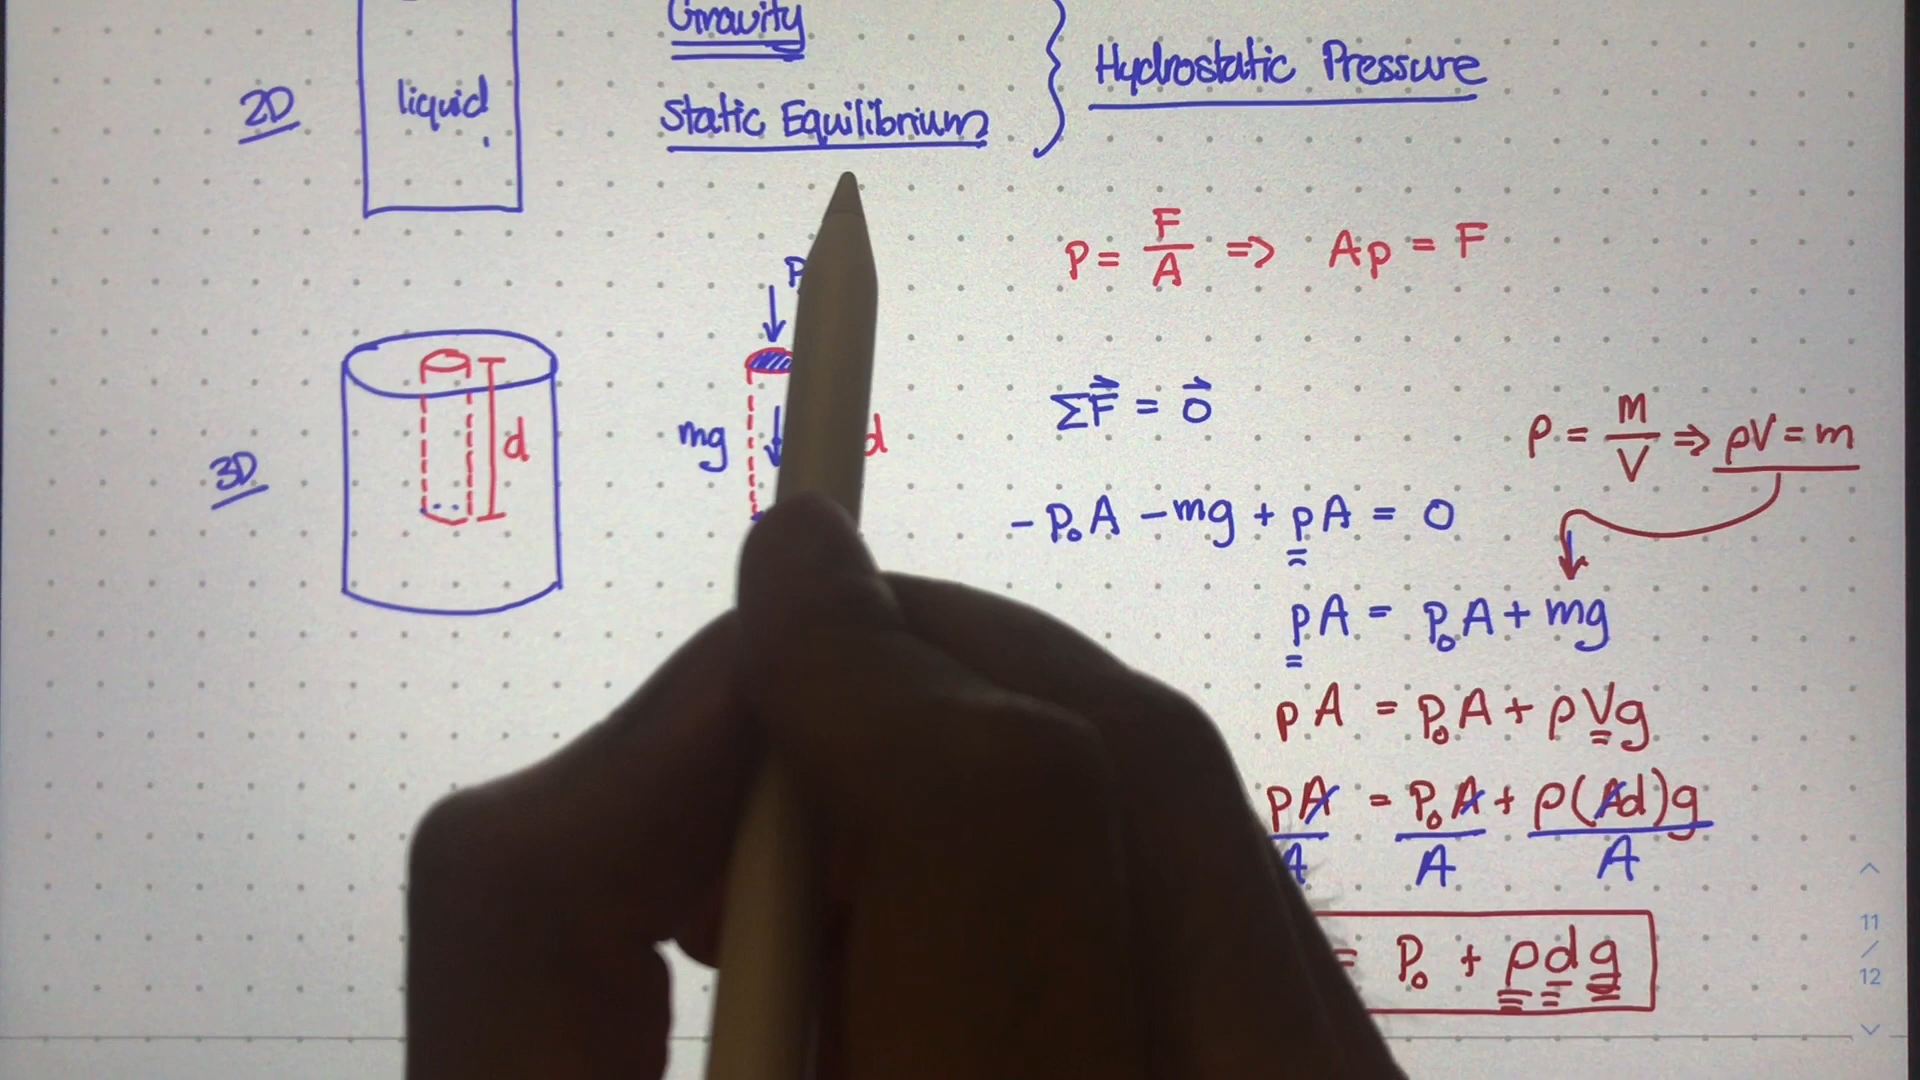 Gravity
2D
liquid
Static Equilibrium
Hydrostatic Pressure
p = F/A => Ap = F
3D
d
mg
d
ΣF⃗ = 0⃗
ρ = m/V => ρV = m
- p₀A - mg + pA = 0
pA = p₀A + mg
pA = p₀A + ρVg
pA/A = p₀A/A + ρ(Ad)g/A
= p₀ + ρdg
11
/
12